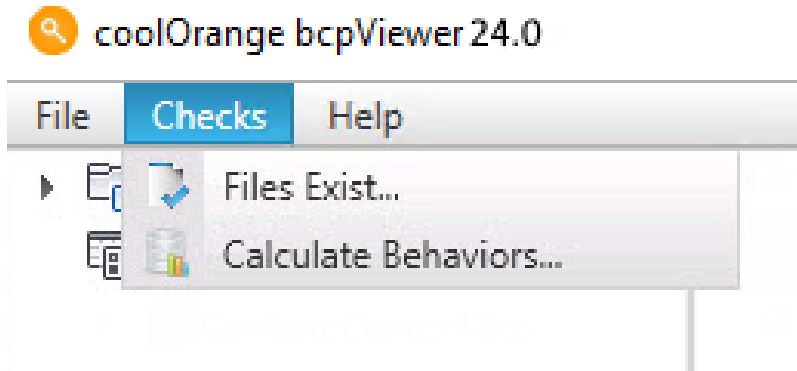 coolOrange bcpViewer 24.0
File Checks Help
Files Exist...
Calculate Behaviors...